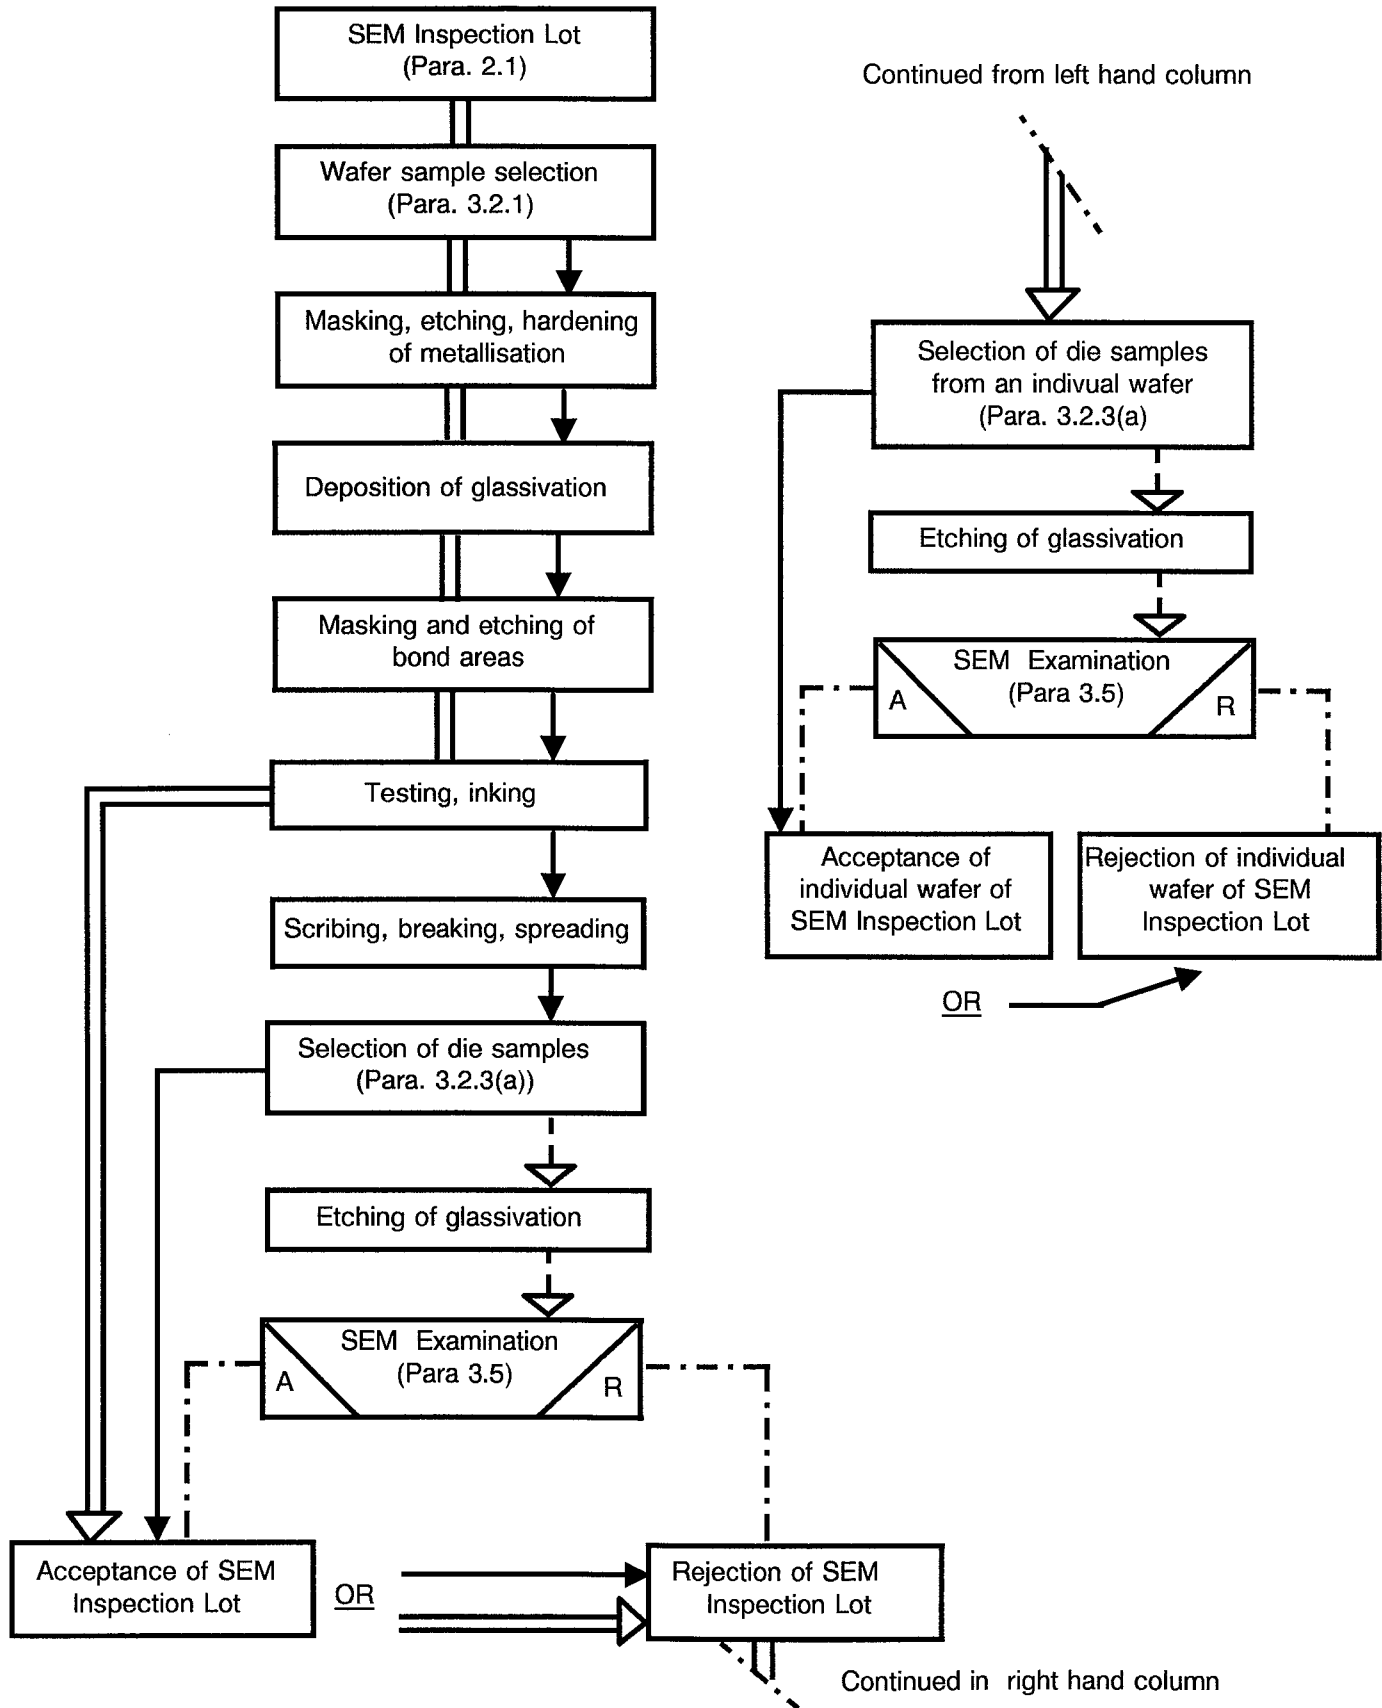 SEM Inspection Lot
(Para. 2.1)
Wafer sample selection
(Para. 3.2.1)
Masking, etching, hardening
of metallisation
Deposition of glassivation
Masking and etching of
bond areas
Testing, inking
Scribing, breaking, spreading
Selection of die samples
(Para. 3.2.3(a))
Etching of glassivation
SEM Examination
(Para 3.5)
A
R
Acceptance of SEM
Inspection Lot
OR
Rejection of SEM
Inspection Lot
Continued in right hand column
Continued from left hand column
Selection of die samples
from an indivual wafer
(Para. 3.2.3(a)
Etching of glassivation
SEM Examination
(Para 3.5)
A
R
Acceptance of
individual wafer of
SEM Inspection Lot
Rejection of individual
wafer of SEM
Inspection Lot
OR